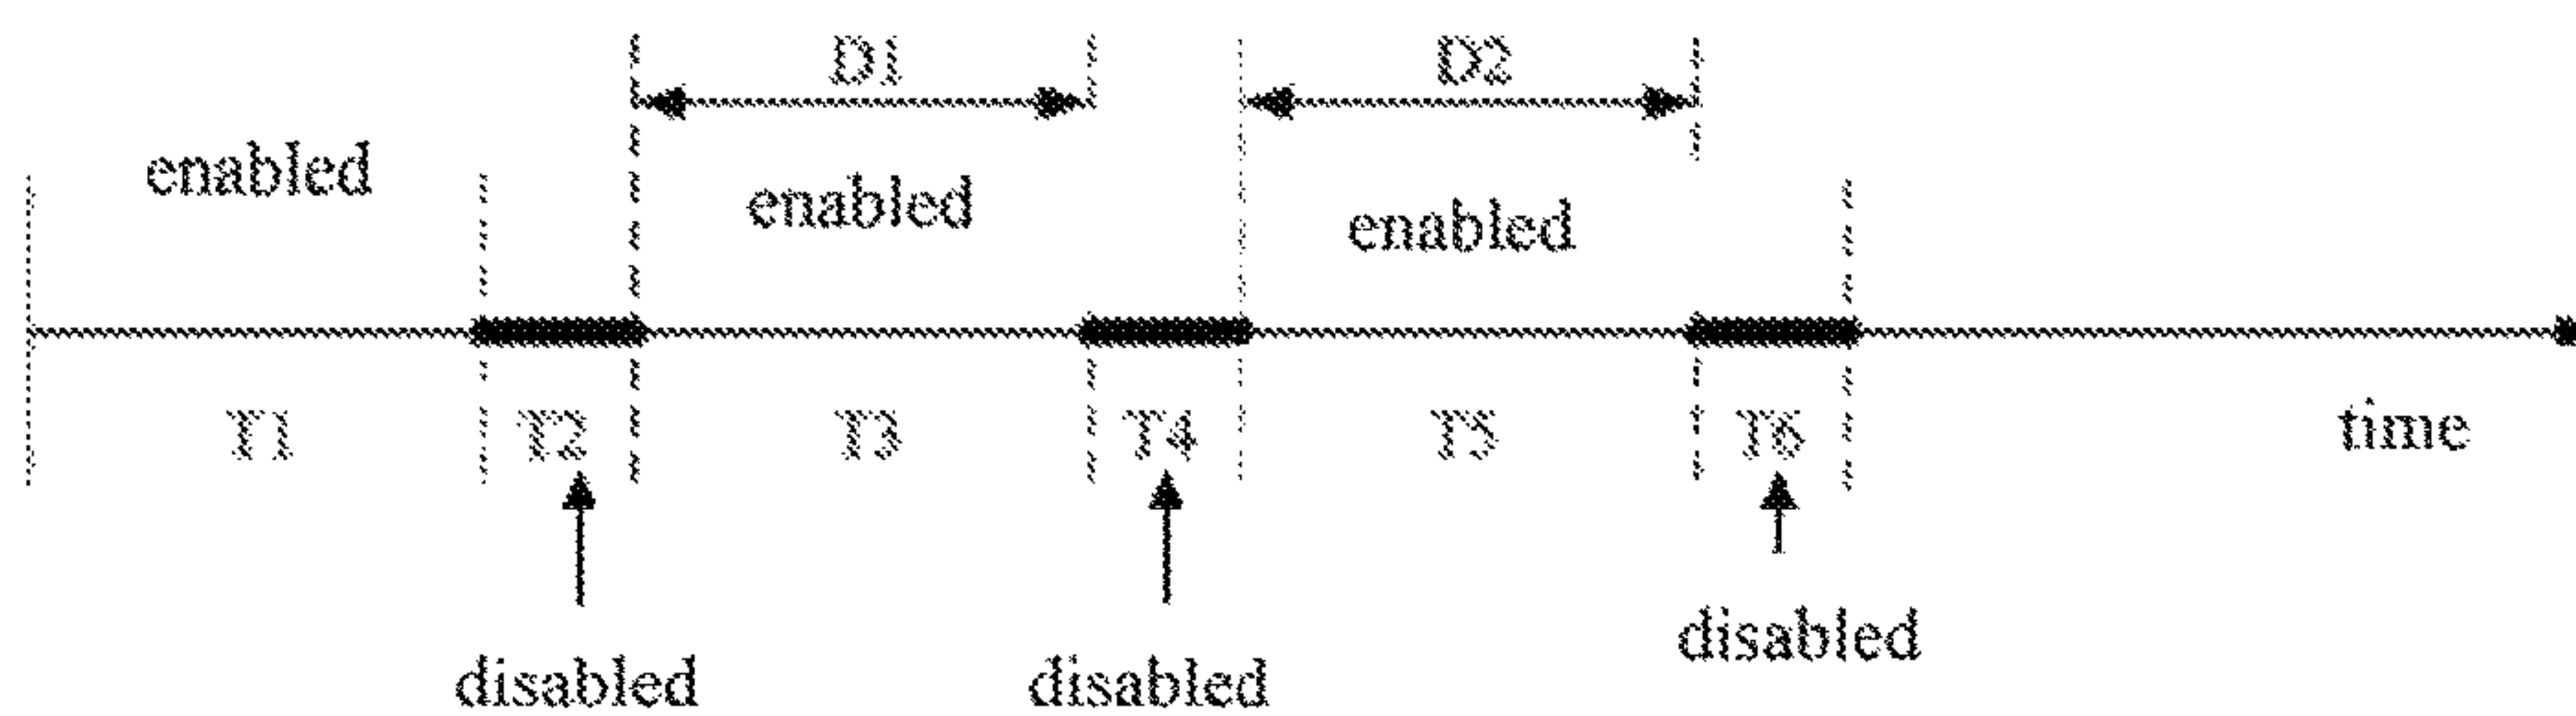 D1 D2
enabled enabled enabled
T1 T2 T3 T4 T5 T6 time
disabled disabled disabled